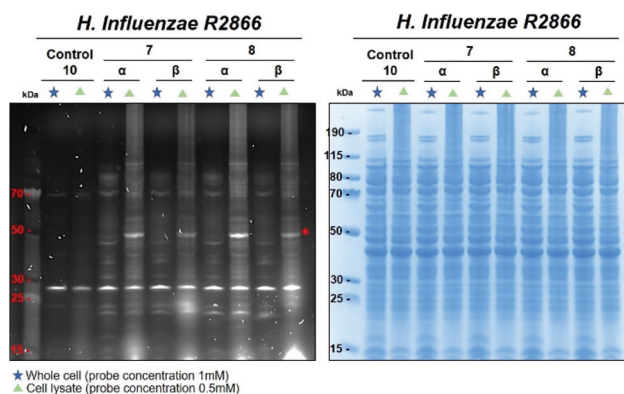 H. Influenzae R2866
Control
7
8
10
α
β
α
β
kDa
70 -
50 -
30 -
25 -
15 -
*
H. Influenzae R2866
Control
7
8
10
α
β
α
β
kDa
190 -
115 -
80 -
70 -
50 -
30 -
25 -
15 -
★ Whole cell (probe concentration 1mM)
▲ Cell lysate (probe concentration 0.5mM)